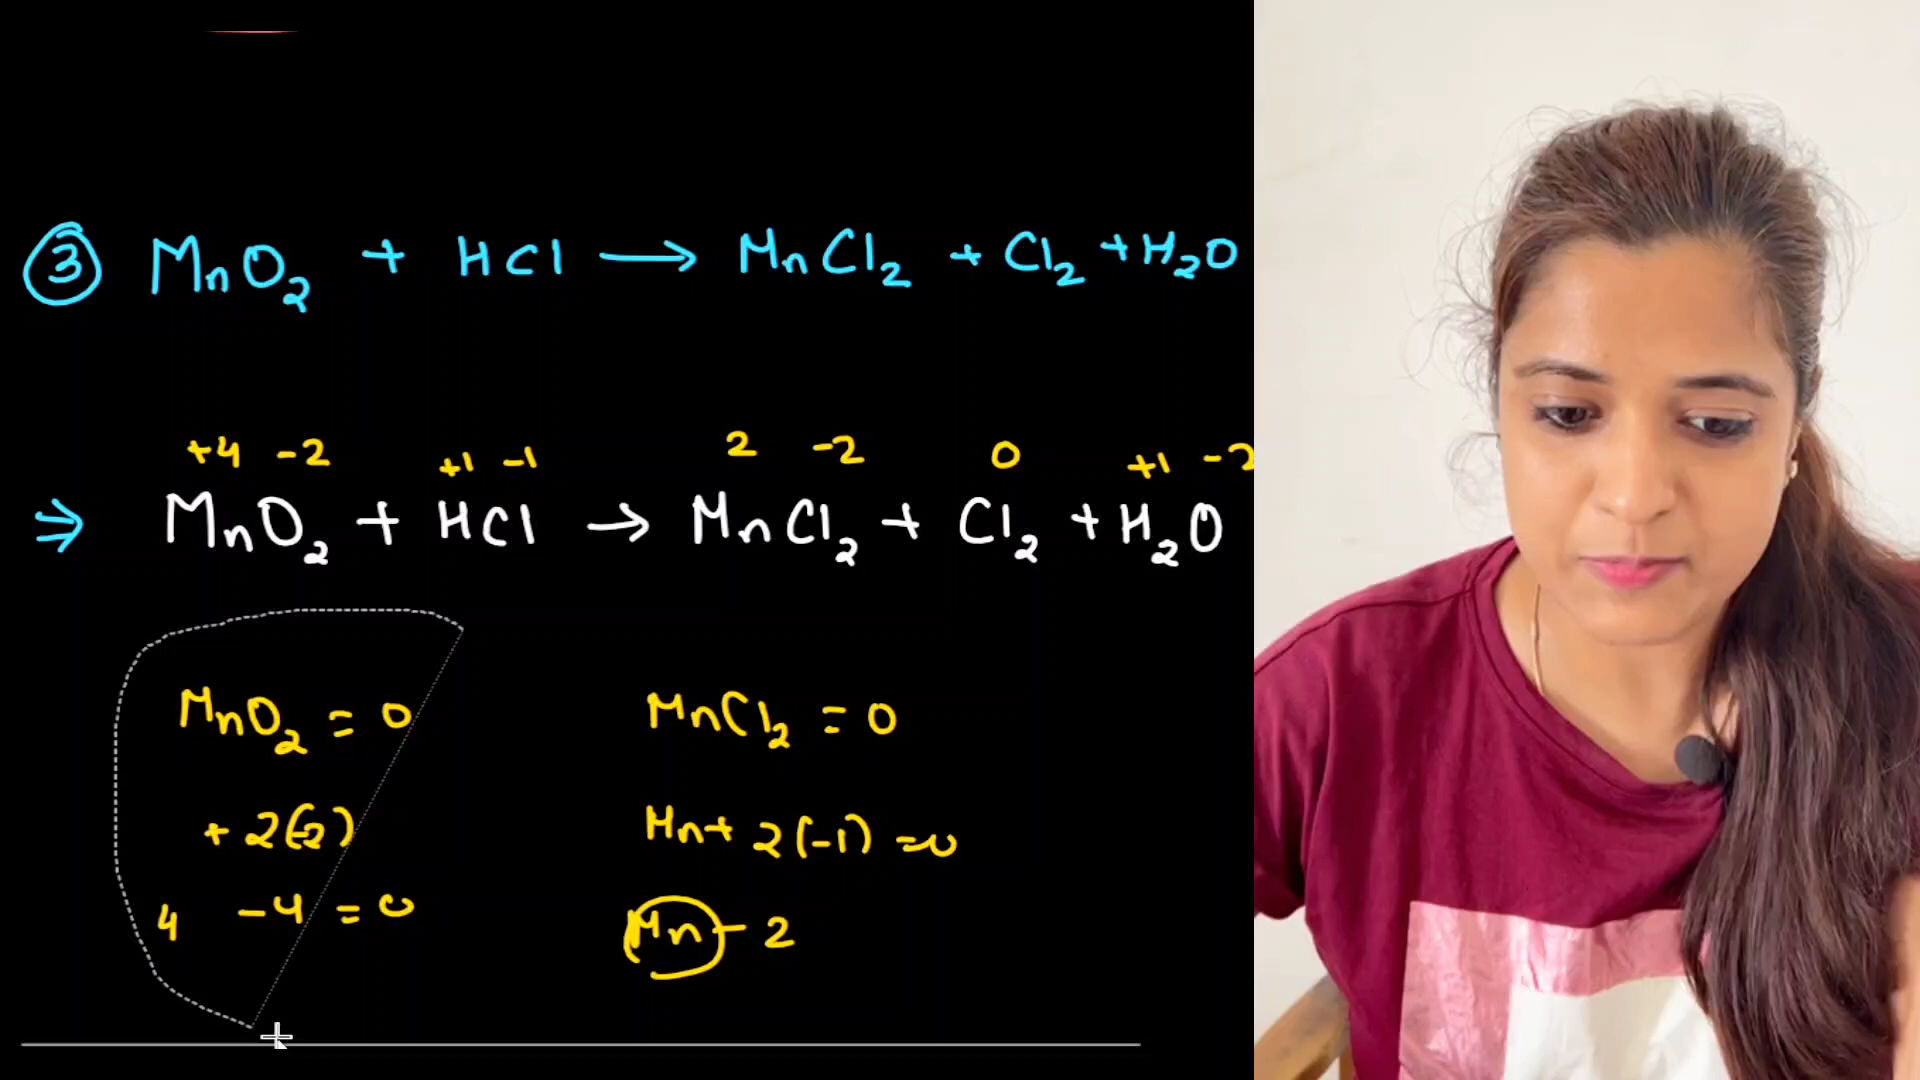 ③ MnO₂ + HCl → MnCl₂ + Cl₂ + H₂O
+4 -2 +1 -1 2 -2 0 +1 -2
⇒ MnO₂ + HCl → MnCl₂ + Cl₂ + H₂O
MnO₂ = 0
+ 2(-2)
4 -4 = 0
MnCl₂ = 0
Mn+ 2(-1) = 0
Mn - 2